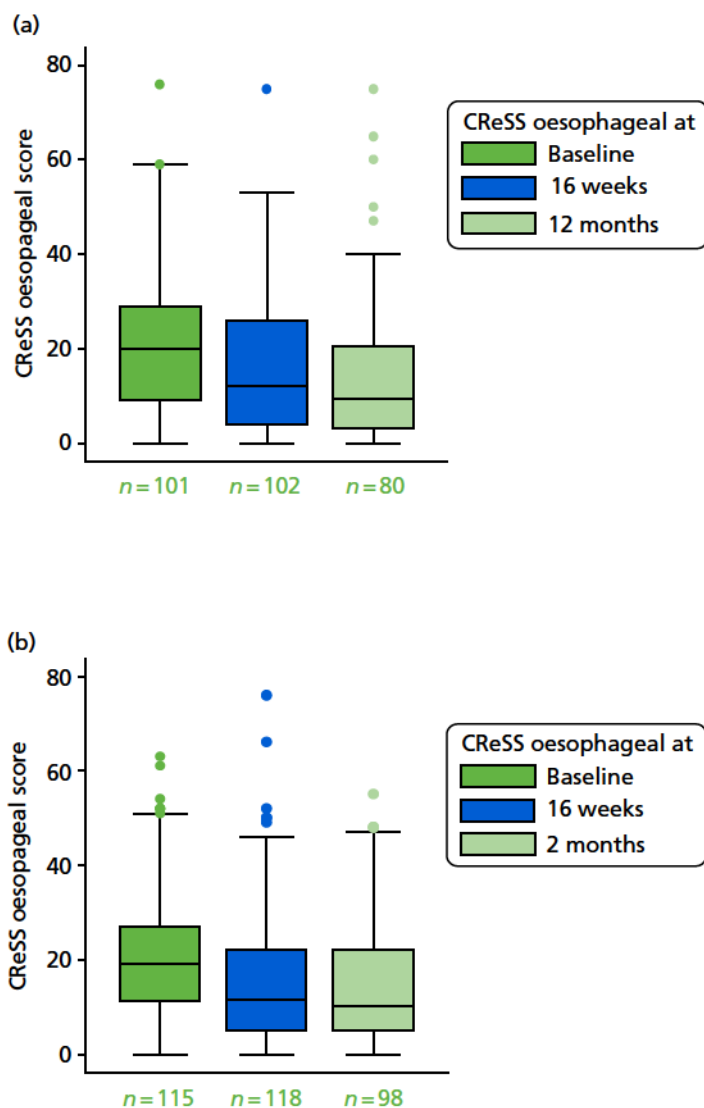 (a)
CReSS oesopageal score
80
60
40
20
0
n=101
n=102
n=80
CReSS oesophageal at
Baseline
16 weeks
12 months
(b)
CReSS oesopageal score
80
60
40
20
0
n=115
n=118
n=98
CReSS oesophageal at
Baseline
16 weeks
2 months